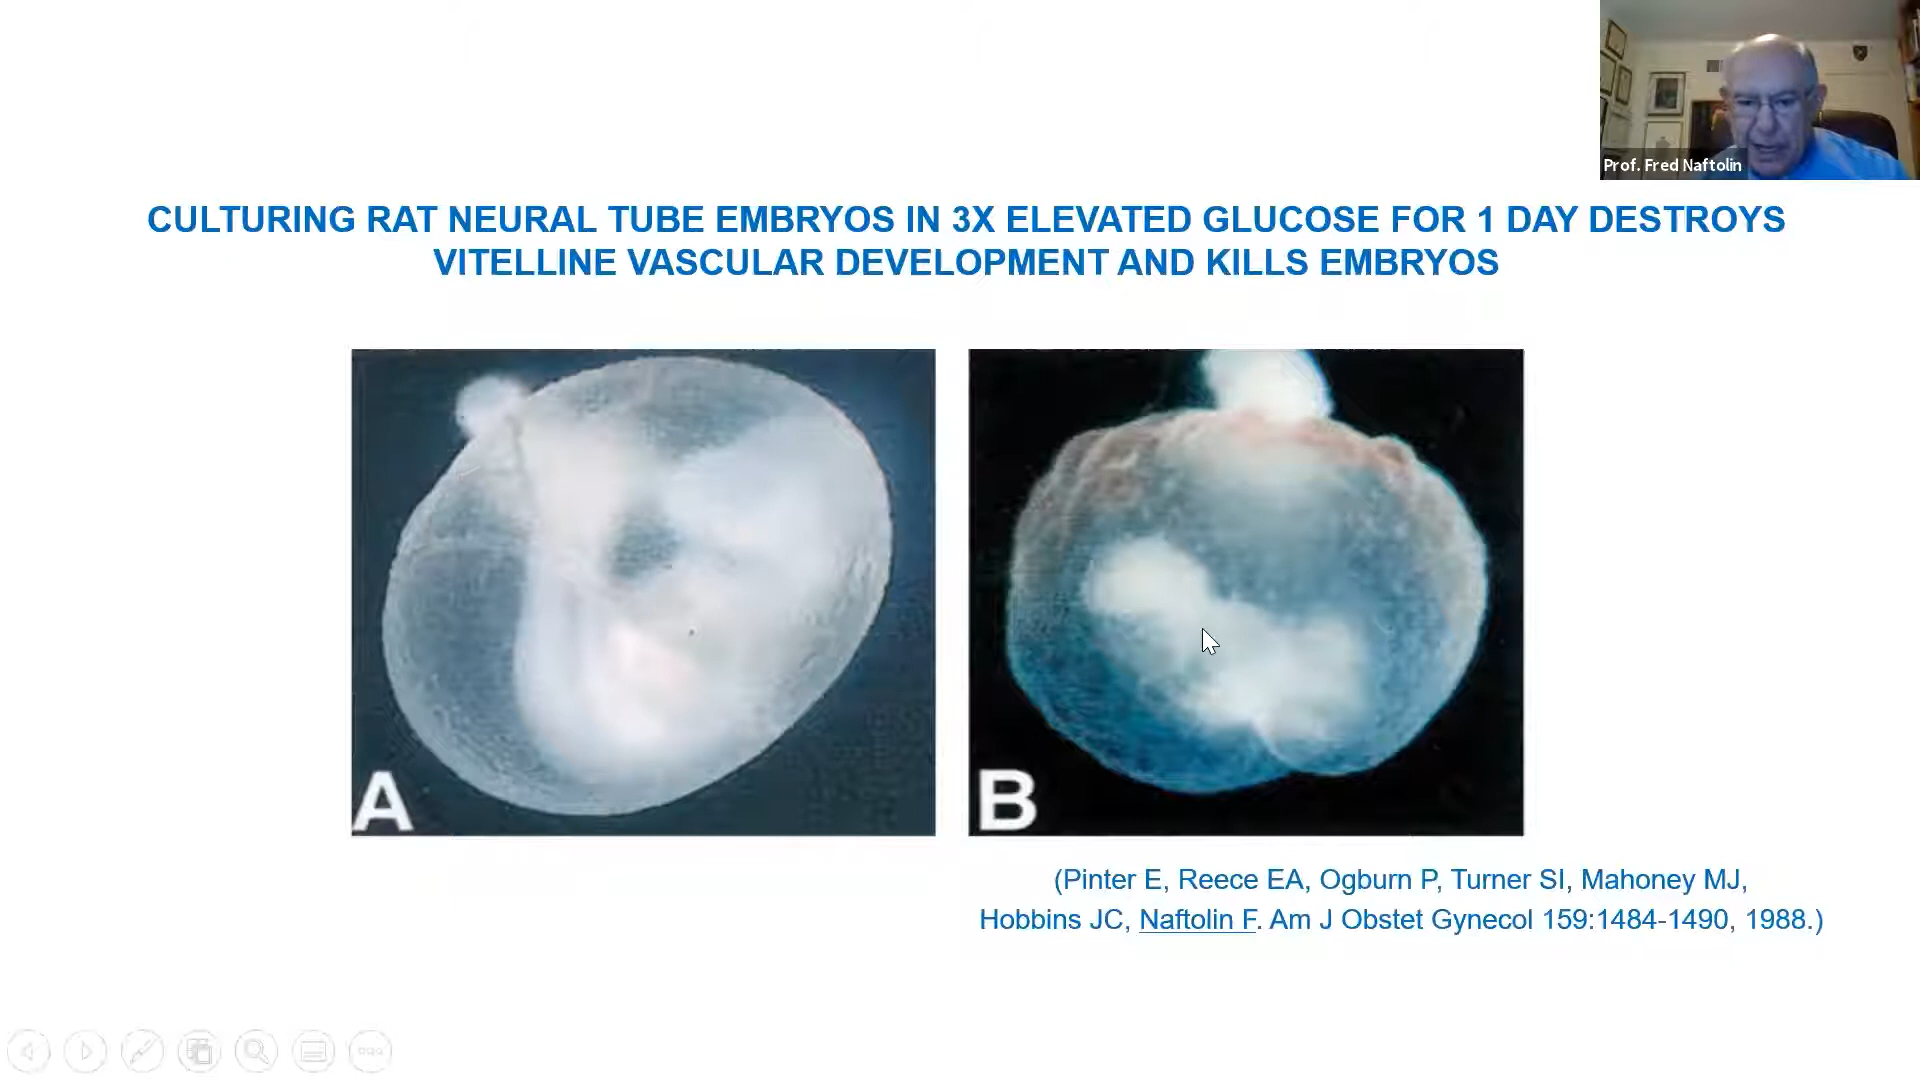 Prof. Fred Naftolin
CULTURING RAT NEURAL TUBE EMBRYOS IN 3X ELEVATED GLUCOSE FOR 1 DAY DESTROYS
VITELLINE VASCULAR DEVELOPMENT AND KILLS EMBRYOS
A
B
(Pinter E, Reece EA, Ogburn P, Turner SI, Mahoney MJ,
Hobbins JC, Naftolin F. Am J Obstet Gynecol 159:1484-1490, 1988.)